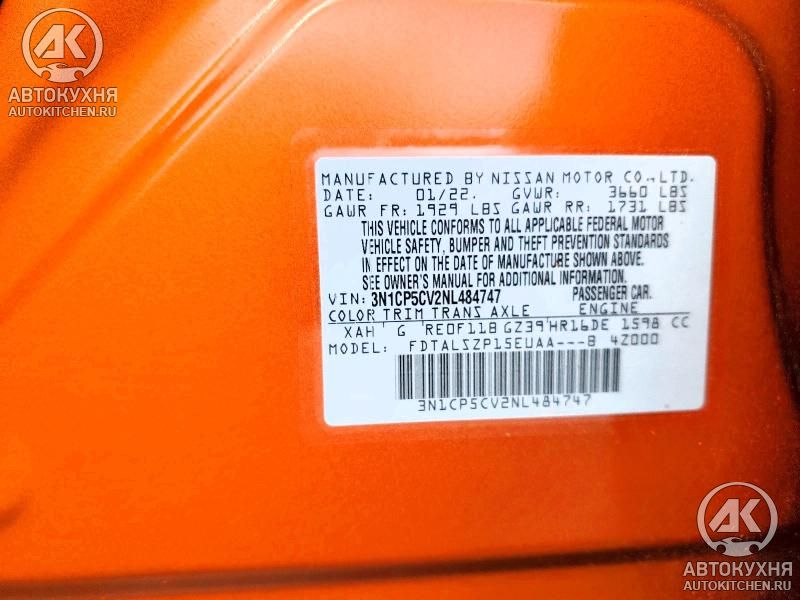 AK
АВТОКУХНЯ
AUTOKITCHEN.RU
MANUFACTURED BY NISSAN MOTOR CO.,LTD.
DATE: 01/22. GVWR: 3660 LBS
GAWR FR: 1929 LBS GAWR RR: 1731 LBS
THIS VEHICLE CONFORMS TO ALL APPLICABLE FEDERAL MOTOR
VEHICLE SAFETY, BUMPER AND THEFT PREVENTION STANDARDS
IN EFFECT ON THE DATE OF MANUFACTURE SHOWN ABOVE.
SEE OWNER'S MANUAL FOR ADDITIONAL INFORMATION.
VIN: 3N1CP5CV2NL484747 PASSENGER CAR.
COLOR TRIM TRANS AXLE ENGINE
XAH G RE0F11B GZ39 HR16DE 1598 CC
MODEL: FDTALSZP15EUAA---B 4Z000
3N1CP5CV2NL484747
AK
АВТОКУХНЯ
AUTOKITCHEN.RU